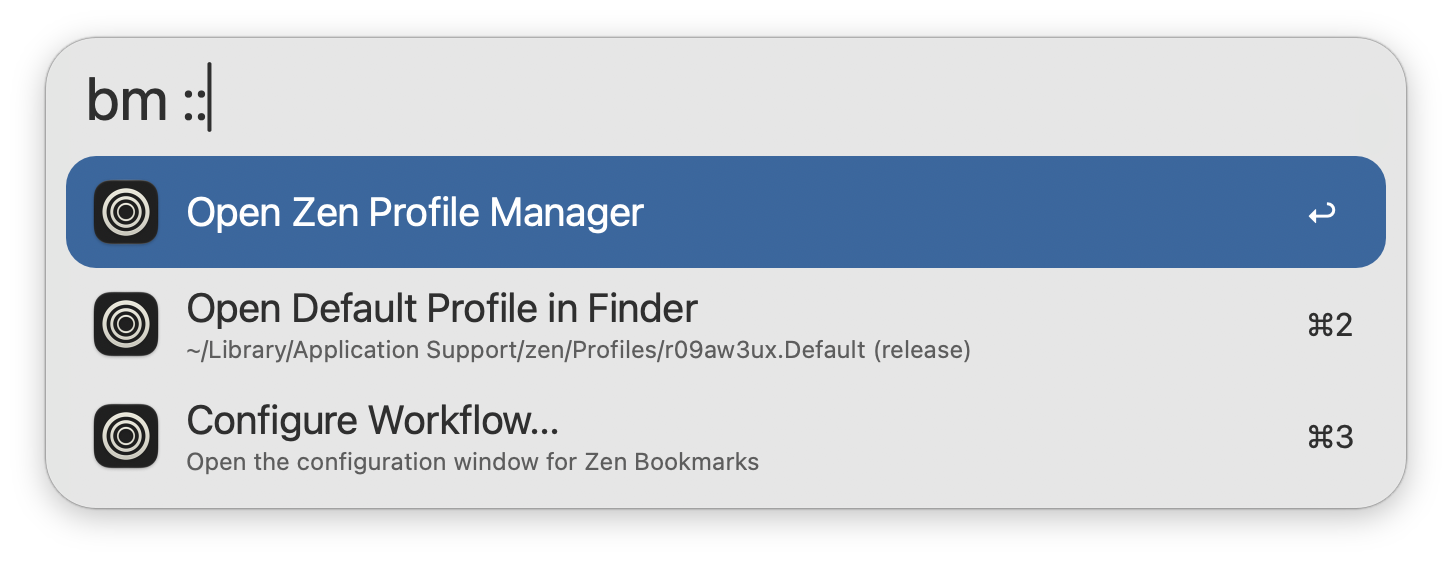 bm ::
Open Zen Profile Manager
↩
Open Default Profile in Finder
~/Library/Application Support/zen/Profiles/r09aw3ux.Default (release)
⌘2
Configure Workflow...
Open the configuration window for Zen Bookmarks
⌘3